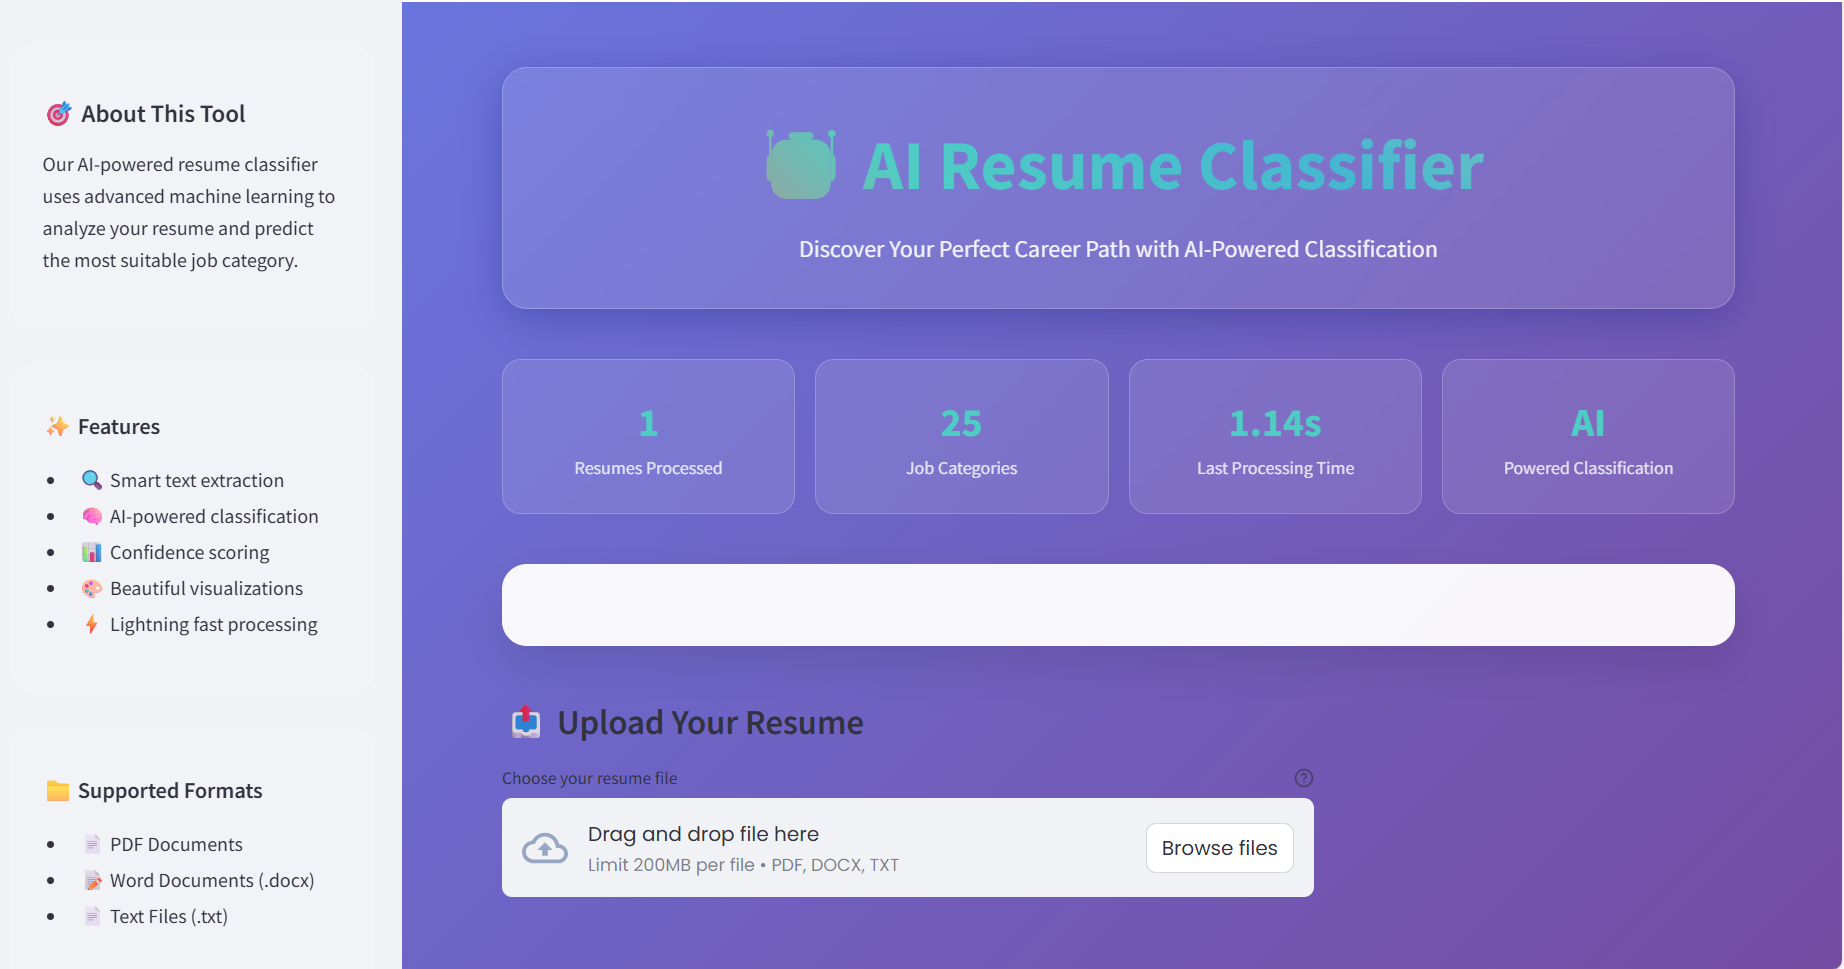 About This Tool
Our AI-powered resume classifier
uses advanced machine learning to
analyze your resume and predict
the most suitable job category.
Features
Smart text extraction
AI-powered classification
Confidence scoring
Beautiful visualizations
Lightning fast processing
Supported Formats
PDF Documents
Word Documents (.docx)
Text Files (.txt)
AI Resume Classifier
Discover Your Perfect Career Path with AI-Powered Classification
1
Resumes Processed
25
Job Categories
1.14s
Last Processing Time
AI
Powered Classification
Upload Your Resume
Choose your resume file
?
Drag and drop file here
Limit 200MB per file • PDF, DOCX, TXT
Browse files